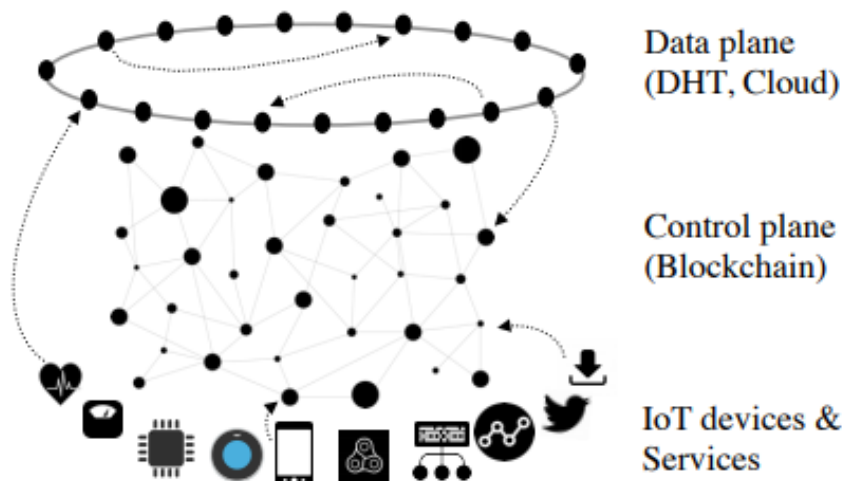 Data plane
(DHT, Cloud)
Control plane
(Blockchain)
IoT devices &
Services